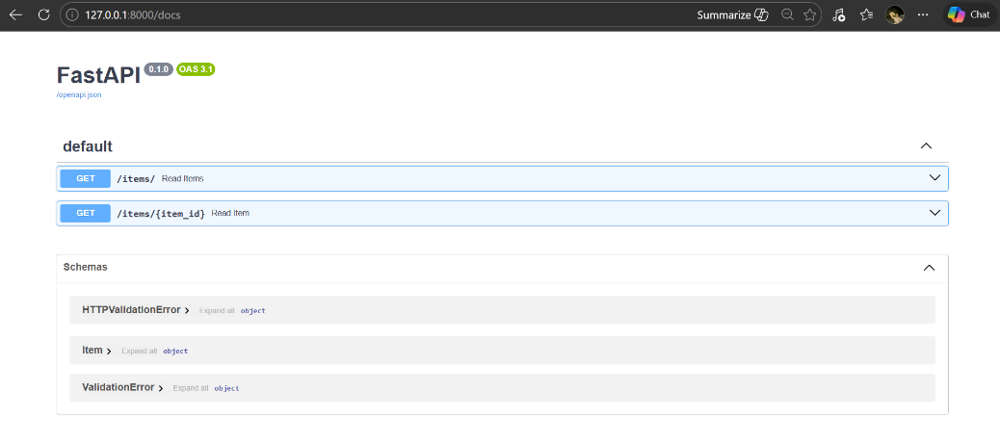 127.0.0.1:8000/docs Summarize Chat
FastAPI 0.1.0 OAS 3.1
/openapi.json
default
GET /items/ Read Items
GET /items/{item_id} Read Item
Schemas
HTTPValidationError Expand all object
Item Expand all object
ValidationError Expand all object